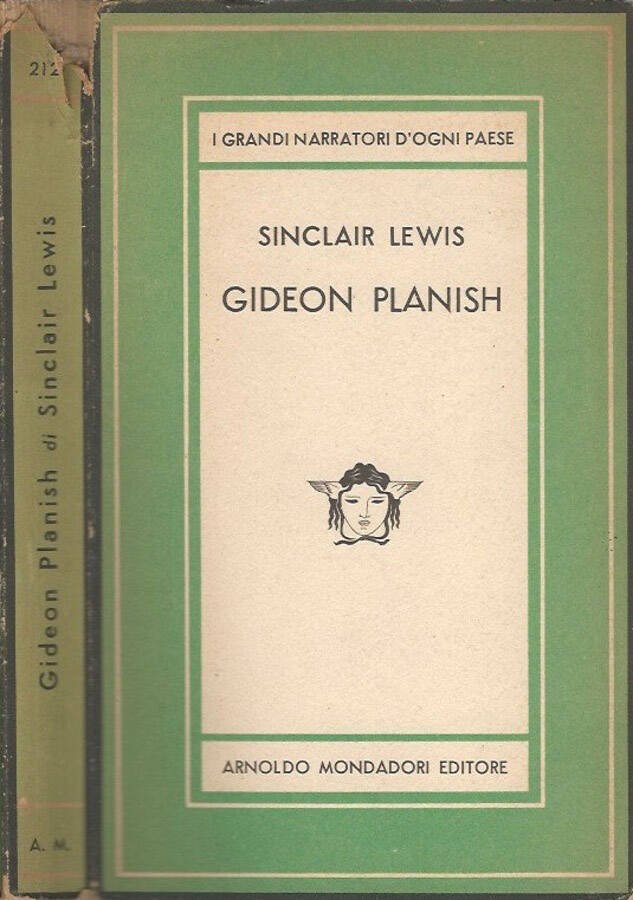 212
Gideon Planish di Sinclair Lewis
A. M.
I GRANDI NARRATORI D'OGNI PAESE
SINCLAIR LEWIS
GIDEON PLANISH
ARNOLDO MONDADORI EDITORE